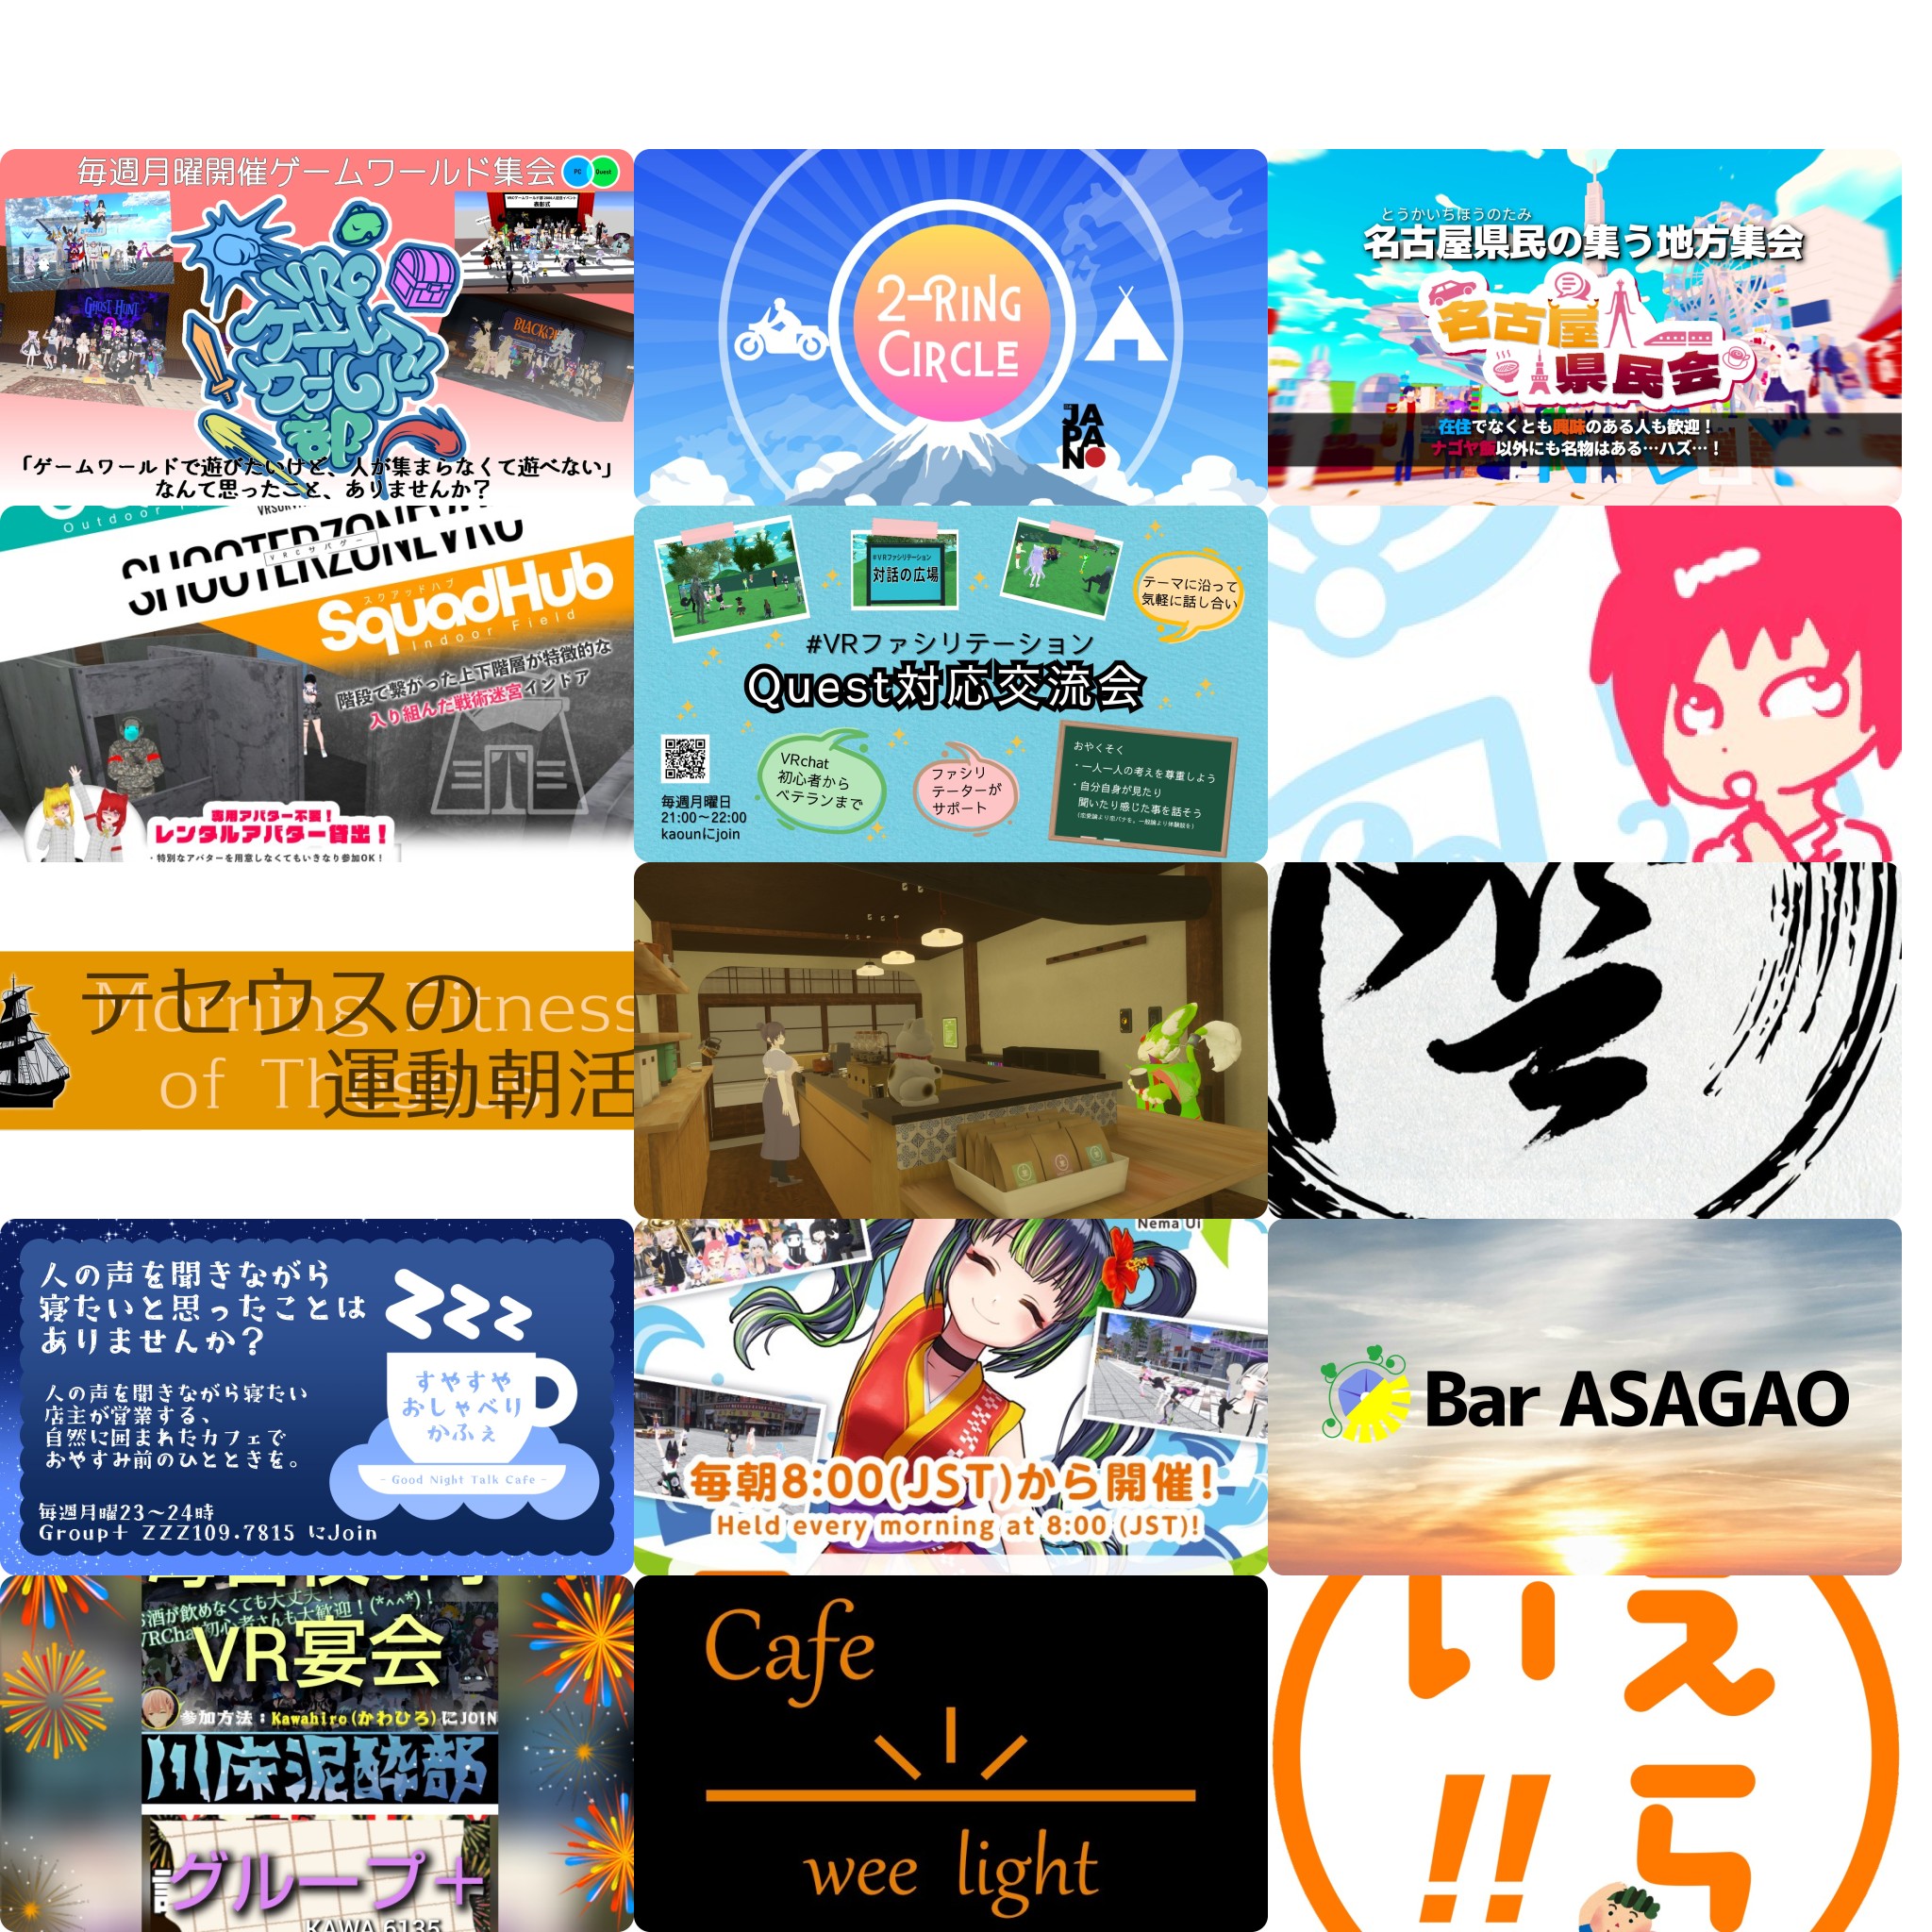 毎週月曜開催ゲームワールド集会
PC
Quest
GHOST HUNT
VRC
ゲーム
ワールド
部
「ゲームワールドで遊びたいけど、人が集まらなくて遊べない」
なんて思ったこと、ありませんか？
2-RING
CIRCLE
JA
PA
N
とうかいちほうのたみ
名古屋県民の集う地方集会
名古屋
県民会
在住でなくとも興味のある人も歓迎！
ナゴヤ飯以外にも名物はある…ハズ…！
SHOOTERZONEVRC
VRCサバゲー
スクアッドハブ
SquadHub
Indoor Field
階段で繋がった上下階層が特徴的な
入り組んだ戦術迷宮インドア
専用アバター不要！
レンタルアバター貸出！
・特別なアバターを用意しなくてもいきなり参加OK！
#VRファシリテーション
対話の広場
テーマに沿って
気軽に話し合い
#VRファシリテーション
Quest対応交流会
毎週月曜日
21:00～22:00
kaounにjoin
VRchat
初心者から
ベテランまで
ファシリ
テーターが
サポート
おやくそく
・一人一人の考えを尊重しよう
・自分自身が見たり
聞いたり感じた事を話そう
テセウスの
運動朝活
Morning Fitness
of Theseus
人の声を聞きながら
寝たいと思ったことは
ありませんか？
人の声を聞きながら寝たい
店主が営業する、
自然に囲まれたカフェで
おやすみ前のひとときを。
毎週月曜23～24時
Group+ ZZZ109.7815 にJoin
zzz
すやすや
おしゃべり
かふぇ
- Good Night Talk Cafe -
Nema Ui
毎朝8:00(JST)から開催！
Held every morning at 8:00 (JST)!
Bar ASAGAO
お酒が飲めなくても大丈夫
VRChat初心者さんも大歓迎！(*^^*)！
VR宴会
参加方法：Kawahiro(かわひろ)にJOIN
川床泥酔部
グループ＋
KAWA.6135
Cafe
wee light
えら
い!!